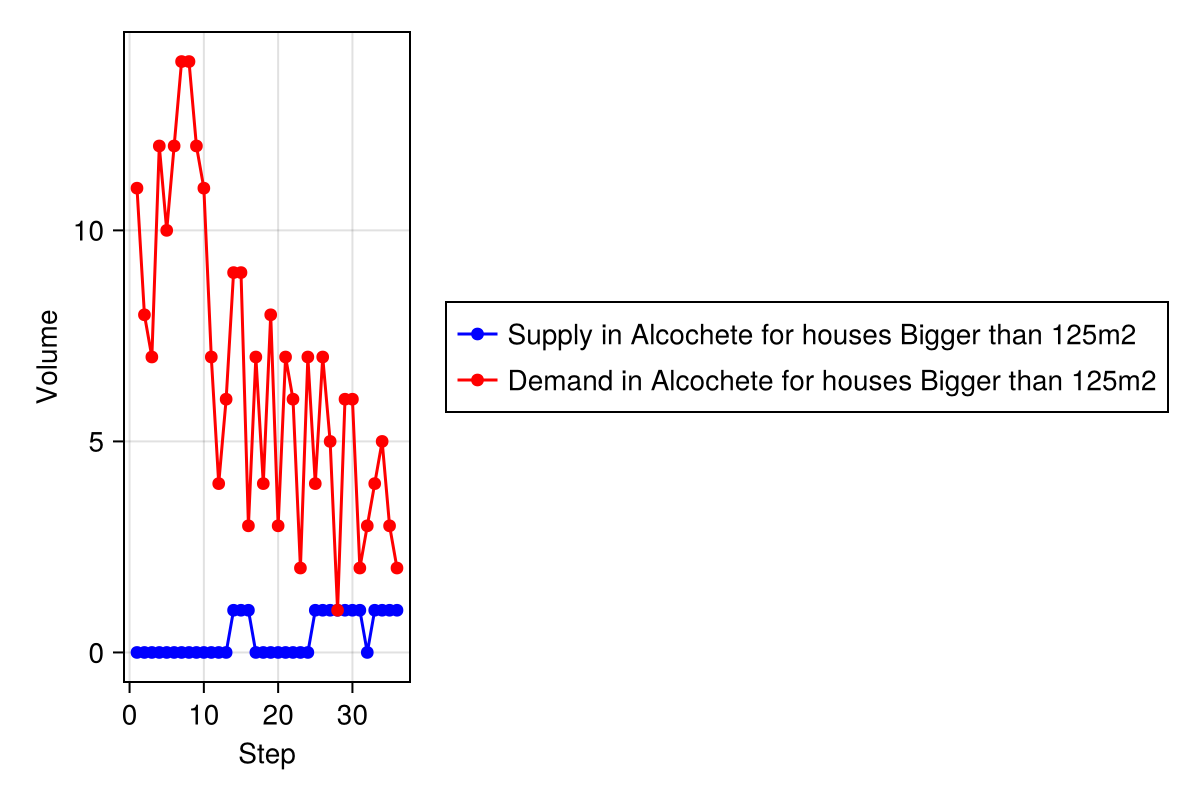 Volume
10
5
0
0 10 20 30
Step
Supply in Alcochete for houses Bigger than 125m2
Demand in Alcochete for houses Bigger than 125m2